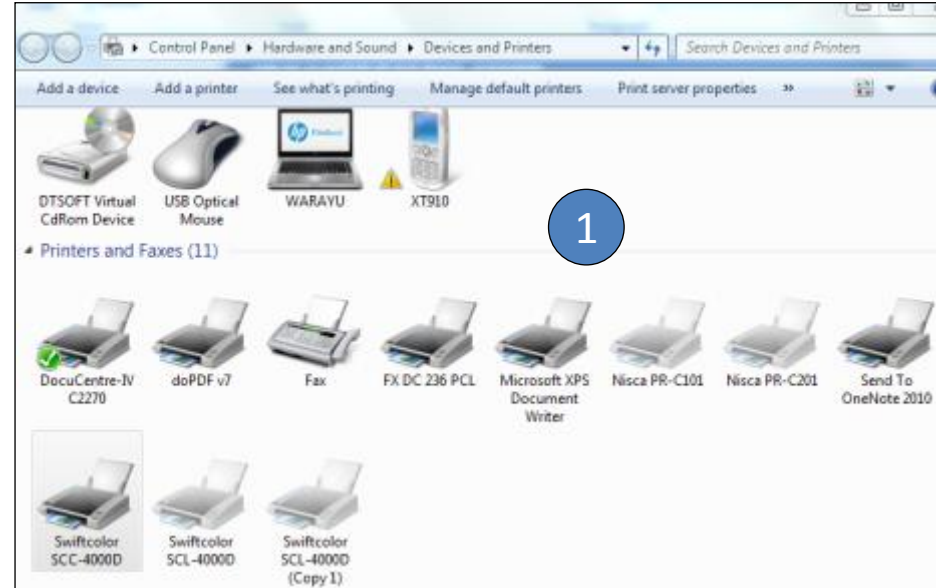 Control Panel ▸ Hardware and Sound ▸ Devices and Printers
Search Devices and Printers
Add a device Add a printer See what's printing Manage default printers Print server properties »
DTSOFT Virtual
CdRom Device
USB Optical
Mouse
WARAYU
XT910
1
Printers and Faxes (11)
DocuCentre-IV
C2270
doPDF v7
Fax
FX DC 236 PCL
Microsoft XPS
Document
Writer
Nisca PR-C101
Nisca PR-C201
Send To
OneNote 2010
Swiftcolor
SCC-4000D
Swiftcolor
SCL-4000D
Swiftcolor
SCL-4000D
(Copy 1)